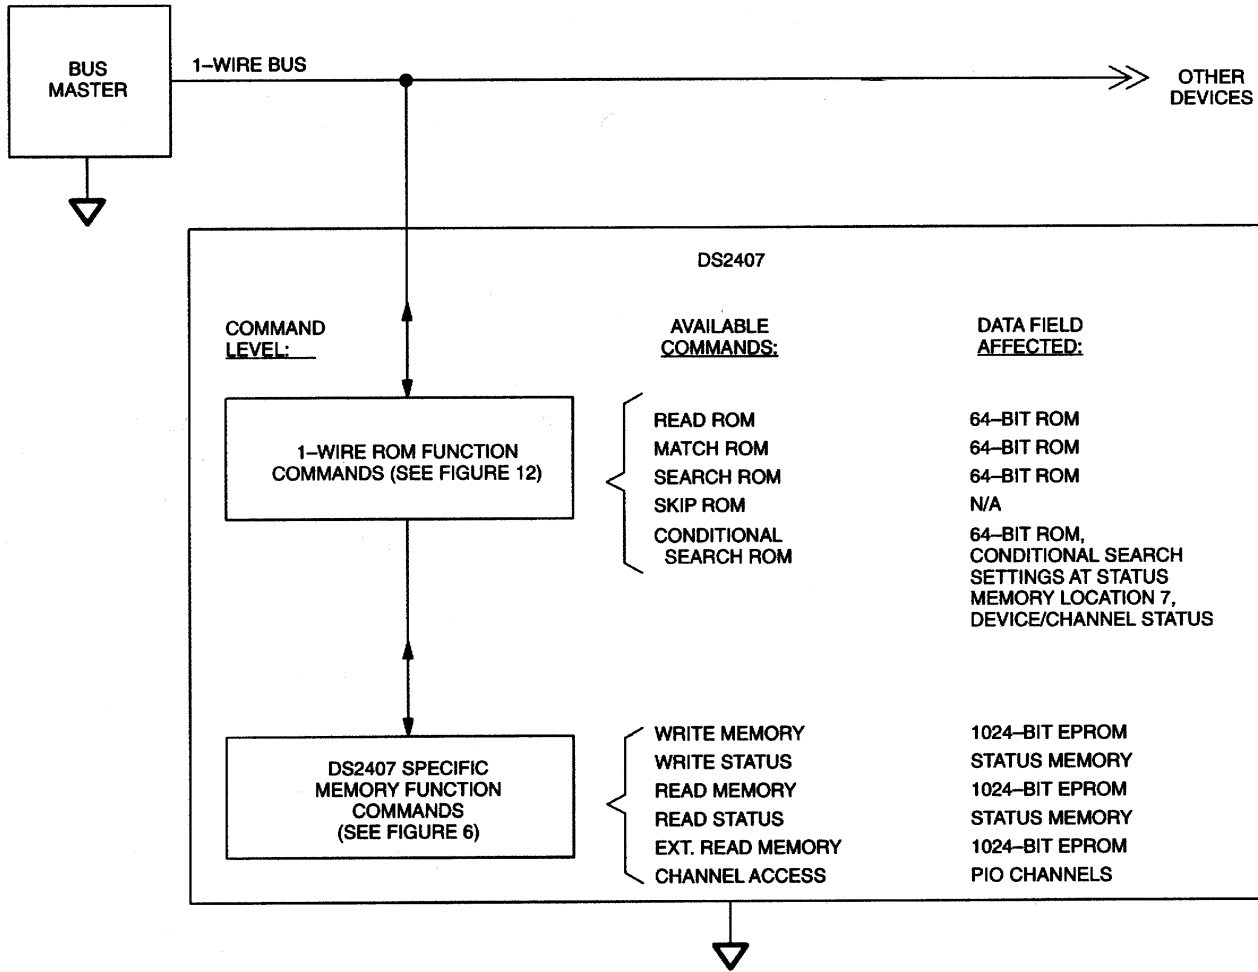 BUS
MASTER
1–WIRE BUS
OTHER
DEVICES
DS2407
COMMAND
LEVEL:
AVAILABLE
COMMANDS:
DATA FIELD
AFFECTED:
1–WIRE ROM FUNCTION
COMMANDS (SEE FIGURE 12)
READ ROM
64–BIT ROM
MATCH ROM
64–BIT ROM
SEARCH ROM
64–BIT ROM
SKIP ROM
N/A
CONDITIONAL
SEARCH ROM
64–BIT ROM,
CONDITIONAL SEARCH
SETTINGS AT STATUS
MEMORY LOCATION 7,
DEVICE/CHANNEL STATUS
DS2407 SPECIFIC
MEMORY FUNCTION
COMMANDS
(SEE FIGURE 6)
WRITE MEMORY
1024–BIT EPROM
WRITE STATUS
STATUS MEMORY
READ MEMORY
1024–BIT EPROM
READ STATUS
STATUS MEMORY
EXT. READ MEMORY
1024–BIT EPROM
CHANNEL ACCESS
PIO CHANNELS